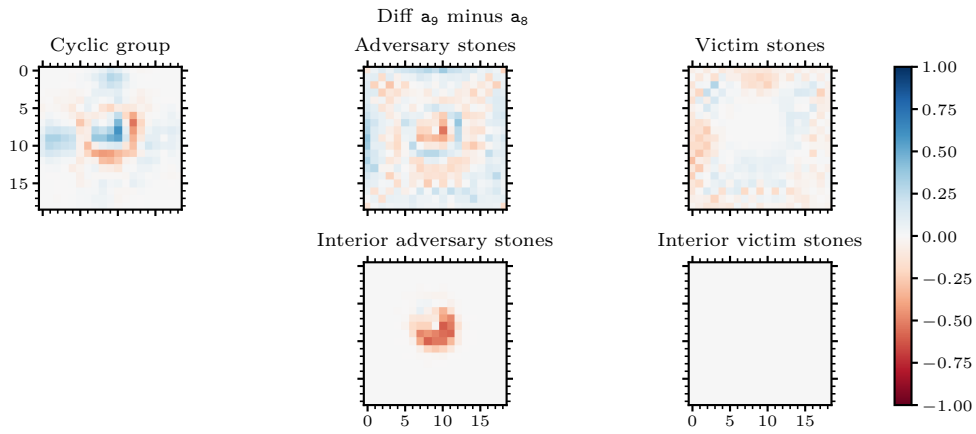 Diff a₉ minus a₈
Cyclic group
Adversary stones
Victim stones
0
5
10
15
1.00
0.75
0.50
0.25
0.00
−0.25
−0.50
−0.75
−1.00
Interior adversary stones
Interior victim stones
0 5 10 15
0 5 10 15